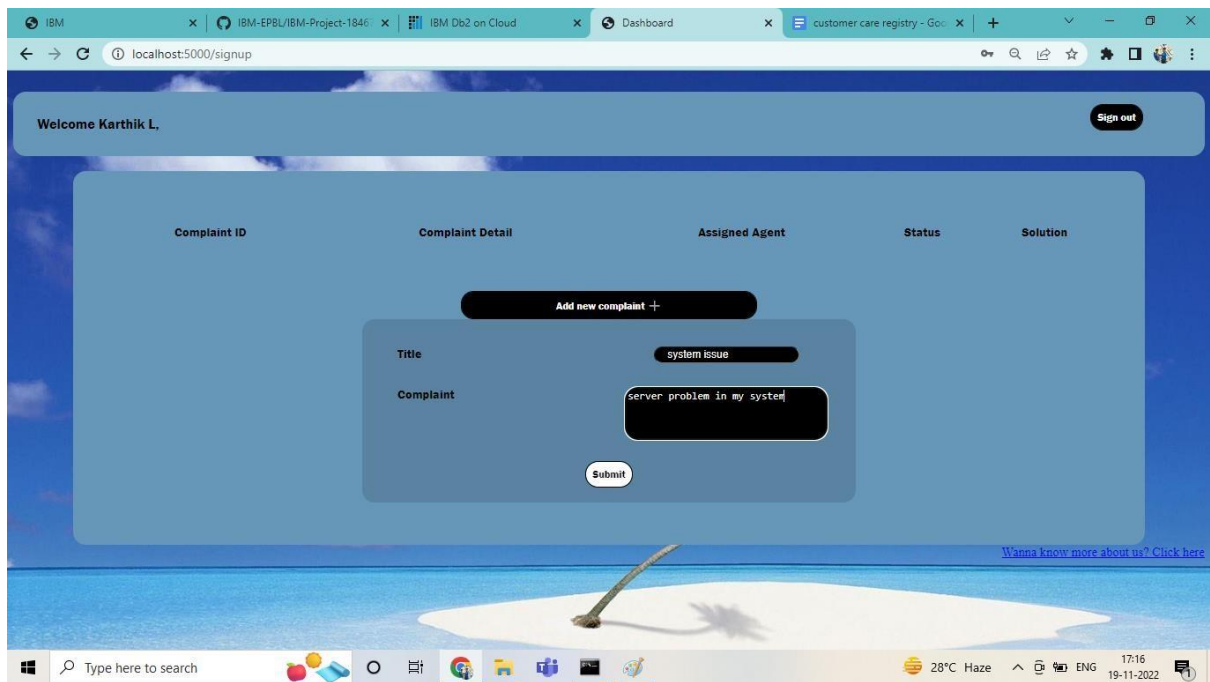 IBM
IBM-EPBL/IBM-Project-1846
IBM Db2 on Cloud
Dashboard
customer care registry - Goo
localhost:5000/signup
Welcome Karthik L,
Sign out
Complaint ID Complaint Detail Assigned Agent Status Solution
Add new complaint +
Title system issue
Complaint server problem in my system
Submit
Wanna know more about us? Click here
Type here to search
28°C Haze
ENG
17:16
19-11-2022
1